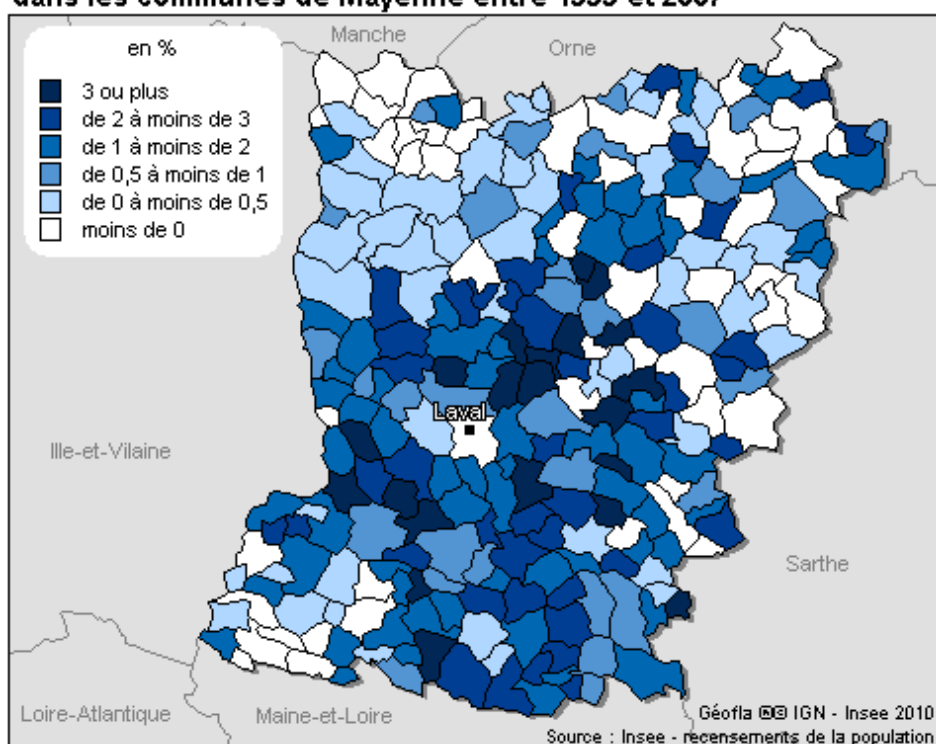 dans les communes de Mayenne entre 1999 et 2007
Manche
Orne
en %
3 ou plus
de 2 à moins de 3
de 1 à moins de 2
de 0,5 à moins de 1
de 0 à moins de 0,5
moins de 0
Laval
Ille-et-Vilaine
Sarthe
Loire-Atlantique
Maine-et-Loire
Géofla ®© IGN - Insee 2010
Source : Insee - recensements de la population